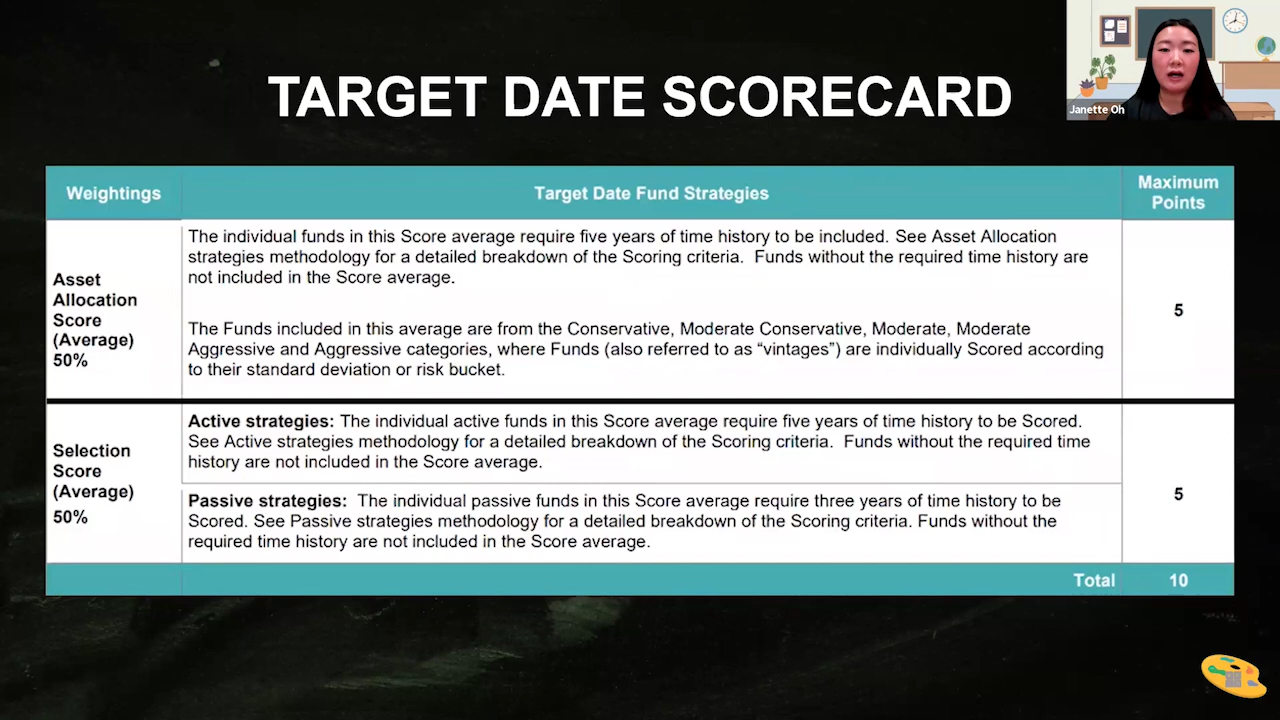 TARGET DATE SCORECARD
Janette Oh
Weightings
Target Date Fund Strategies
Maximum
Points
Asset
Allocation
Score
(Average)
50%
The individual funds in this Score average require five years of time history to be included. See Asset Allocation
strategies methodology for a detailed breakdown of the Scoring criteria. Funds without the required time history are
not included in the Score average.
The Funds included in this average are from the Conservative, Moderate Conservative, Moderate, Moderate
Aggressive and Aggressive categories, where Funds (also referred to as “vintages”) are individually Scored according
to their standard deviation or risk bucket.
5
Selection
Score
(Average)
50%
Active strategies: The individual active funds in this Score average require five years of time history to be Scored.
See Active strategies methodology for a detailed breakdown of the Scoring criteria. Funds without the required time
history are not included in the Score average.
Passive strategies: The individual passive funds in this Score average require three years of time history to be
Scored. See Passive strategies methodology for a detailed breakdown of the Scoring criteria. Funds without the
required time history are not included in the Score average.
5
Total 10